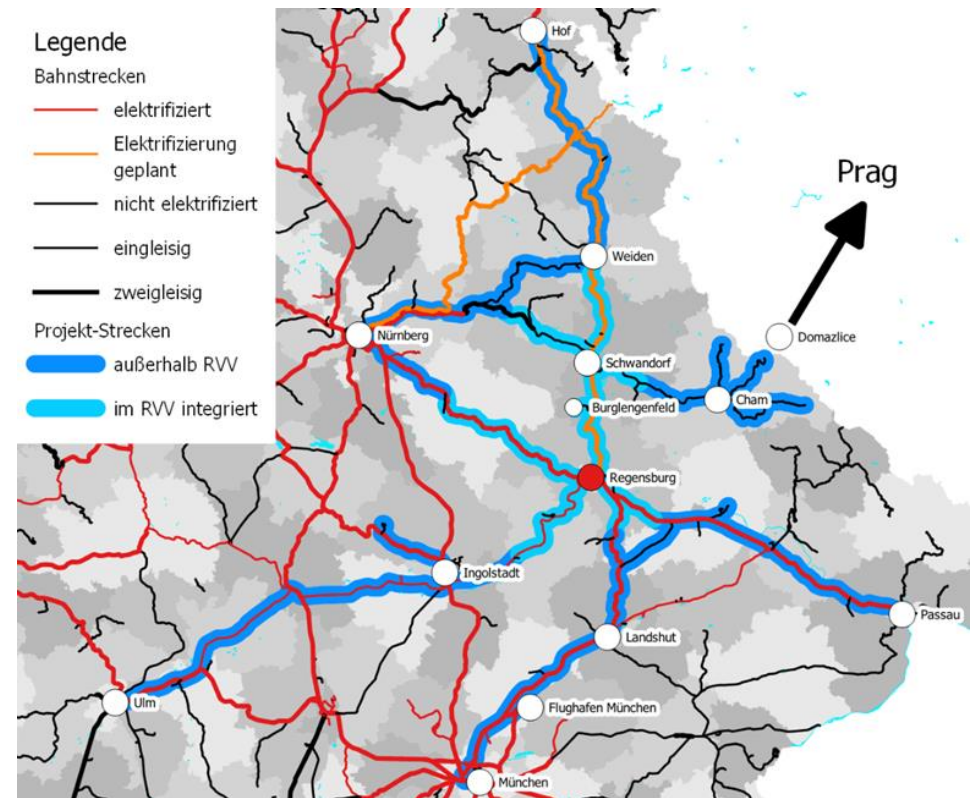 Legende
Bahnstrecken
elektrifiziert
Elektrifizierung
geplant
nicht elektrifiziert
eingleisig
zweigleisig
Projekt-Strecken
außerhalb RVV
im RVV integriert
Hof
Prag
Weiden
Nürnberg
Domazlice
Schwandorf
Cham
Burglengenfeld
Regensburg
Ingolstadt
Passau
Landshut
Ulm
Flughafen München
München